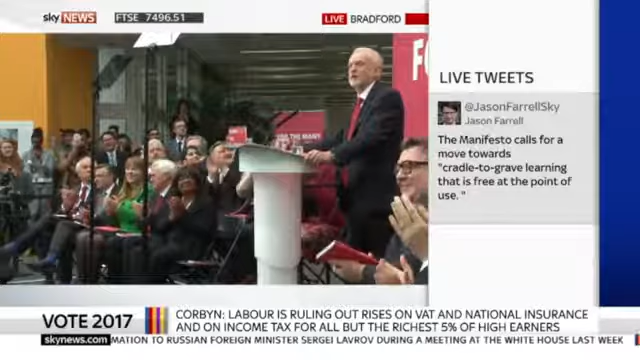 sky NEWS
FTSE 7496.51
LIVE BRADFORD
LIVE TWEETS
@JasonFarrellSky
Jason Farrell
The Manifesto calls for a
move towards
"cradle-to-grave learning
that is free at the point of
use. "
FOR THE MANY
VOTE 2017
CORBYN: LABOUR IS RULING OUT RISES ON VAT AND NATIONAL INSURANCE
AND ON INCOME TAX FOR ALL BUT THE RICHEST 5% OF HIGH EARNERS
skynews.com
MATION TO RUSSIAN FOREIGN MINISTER SERGEI LAVROV DURING A MEETING AT THE WHITE HOUSE LAST WEEK